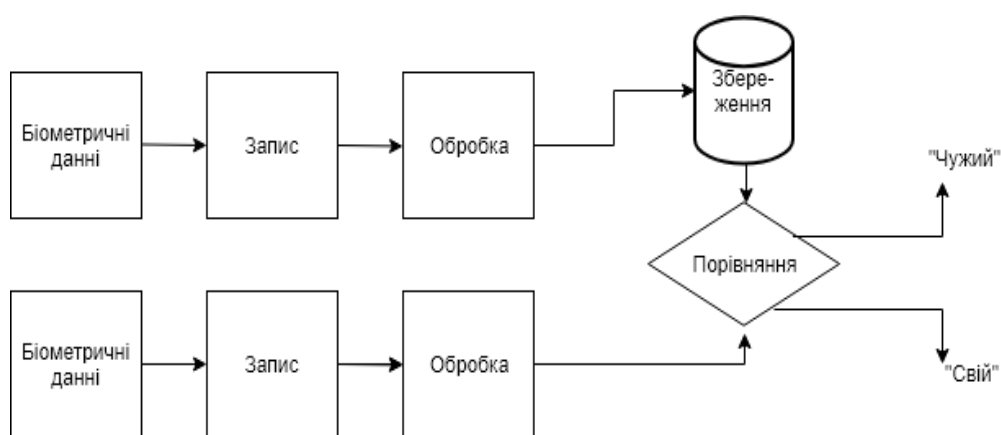 Біометричні
данні
Запис
Обробка
Збере-
ження
"Чужий"
Порівняння
Біометричні
данні
Запис
Обробка
"Свій"